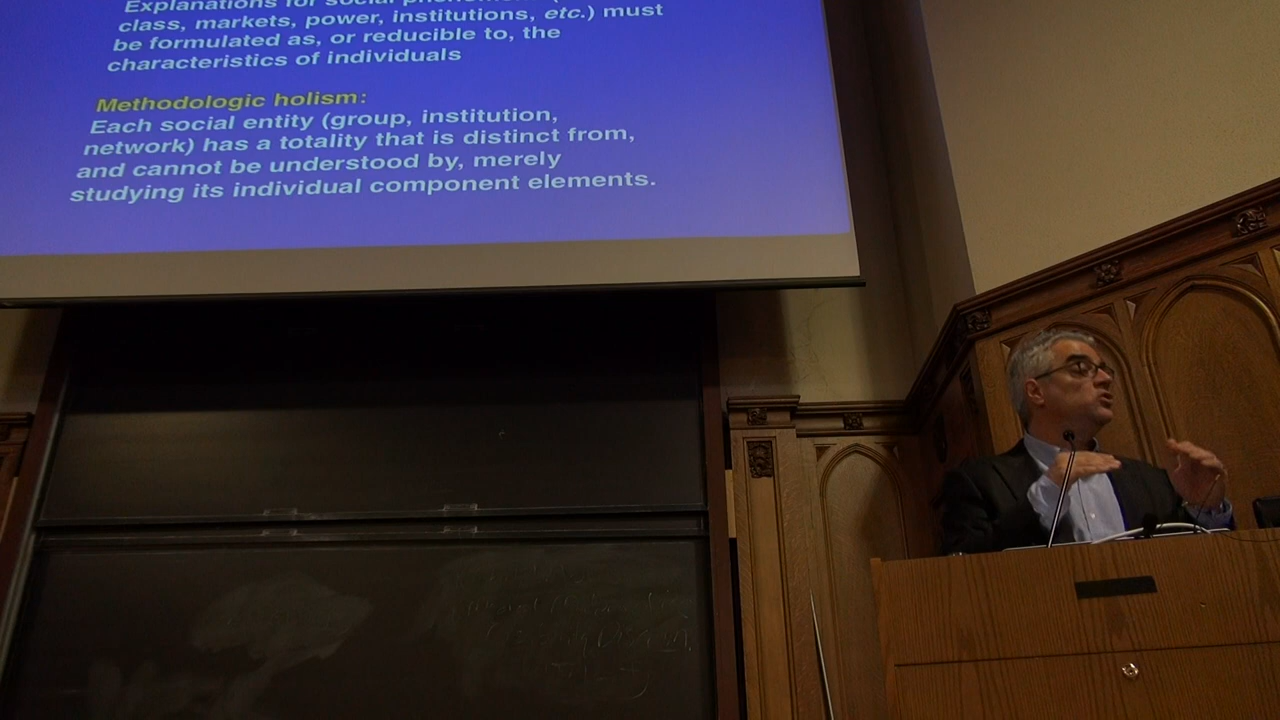 Explanations for social
class, markets, power, institutions, etc.) must
be formulated as, or reducible to, the
characteristics of individuals
Methodologic holism:
Each social entity (group, institution,
network) has a totality that is distinct from,
and cannot be understood by, merely
studying its individual component elements.